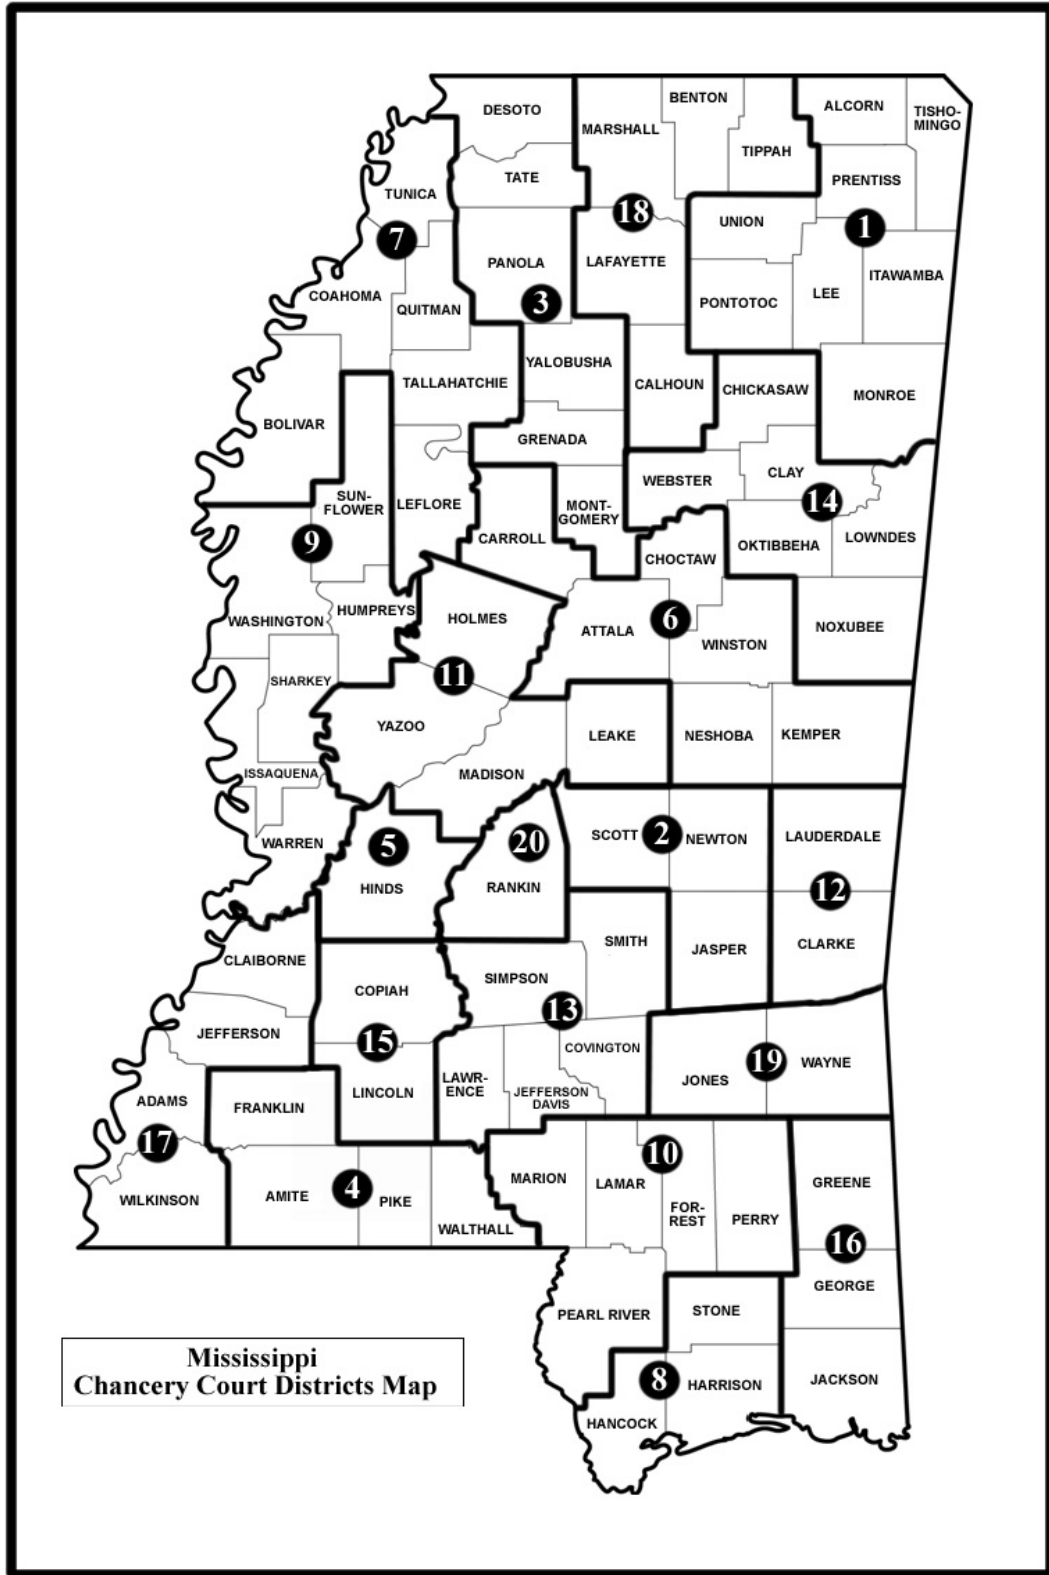 DESOTO
BENTON
ALCORN
TISHO-
MINGO
MARSHALL
TIPPAH
TATE
PRENTISS
TUNICA
18
UNION
1
7
PANOLA
LAFAYETTE
ITAWAMBA
COAHOMA
3
LEE
PONTOTOC
QUITMAN
YALOBUSHA
TALLAHATCHIE
CALHOUN
CHICKASAW
MONROE
BOLIVAR
GRENADA
CLAY
WEBSTER
SUN-
FLOWER
LEFLORE
MONT-
GOMERY
14
9
CARROLL
OKTIBBEHA
LOWNDES
CHOCTAW
HUMPREYS
HOLMES
WASHINGTON
6
ATTALA
NOXUBEE
WINSTON
11
SHARKEY
YAZOO
LEAKE
NESHOBA
KEMPER
ISSAQUENA
MADISON
WARREN
5
20
SCOTT
2
NEWTON
LAUDERDALE
HINDS
RANKIN
12
SMITH
JASPER
CLARKE
CLAIBORNE
SIMPSON
COPIAH
13
JEFFERSON
15
COVINGTON
19
WAYNE
JONES
LAWR-
ENCE
JEFFERSON
DAVIS
LINCOLN
ADAMS
FRANKLIN
17
10
MARION
LAMAR
GREENE
WILKINSON
AMITE
4
PIKE
FOR-
REST
PERRY
WALTHALL
16
GEORGE
PEARL RIVER
STONE
Mississippi
Chancery Court Districts Map
8
HARRISON
JACKSON
HANCOCK